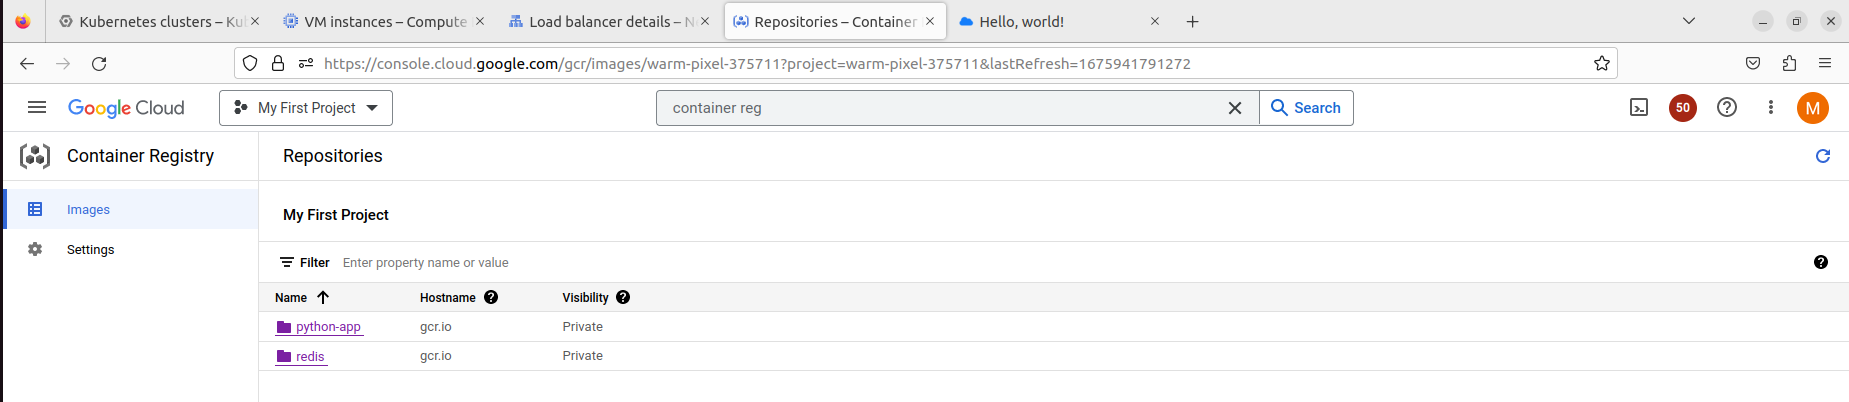 Kubernetes clusters – Ku
VM instances – Compute
Load balancer details – N
Repositories – Container
Hello, world!
https://console.cloud.google.com/gcr/images/warm-pixel-375711?project=warm-pixel-375711&lastRefresh=1675941791272
Google Cloud
My First Project
container reg
Search
50
M
Container Registry
Repositories
Images
Settings
My First Project
Filter Enter property name or value
Name Hostname Visibility
python-app gcr.io Private
redis gcr.io Private